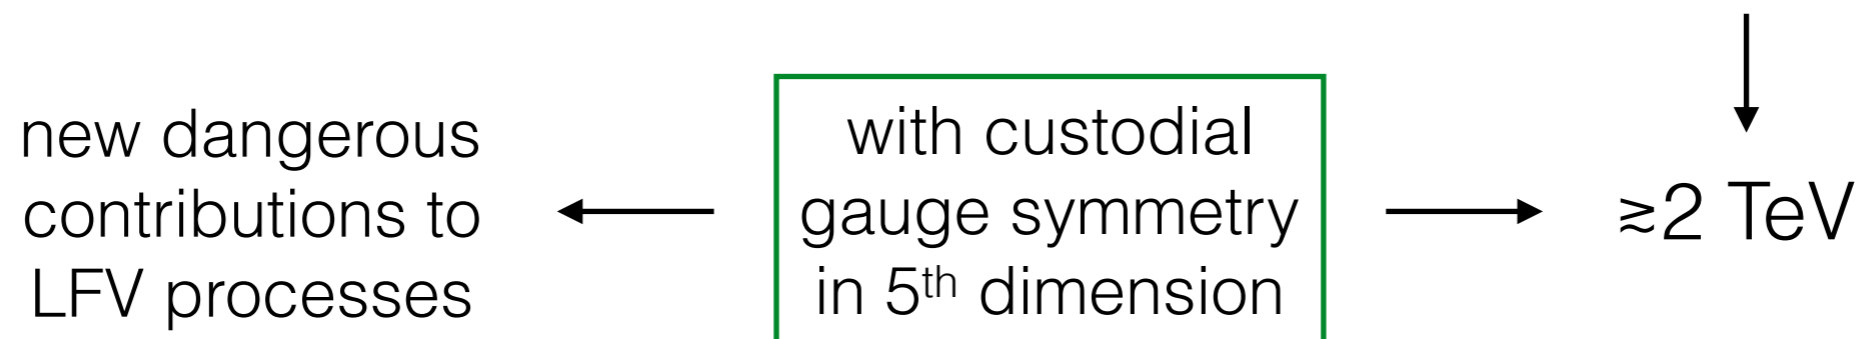 new dangerous
contributions to
LFV processes
with custodial
gauge symmetry
in 5th dimension
≳2 TeV